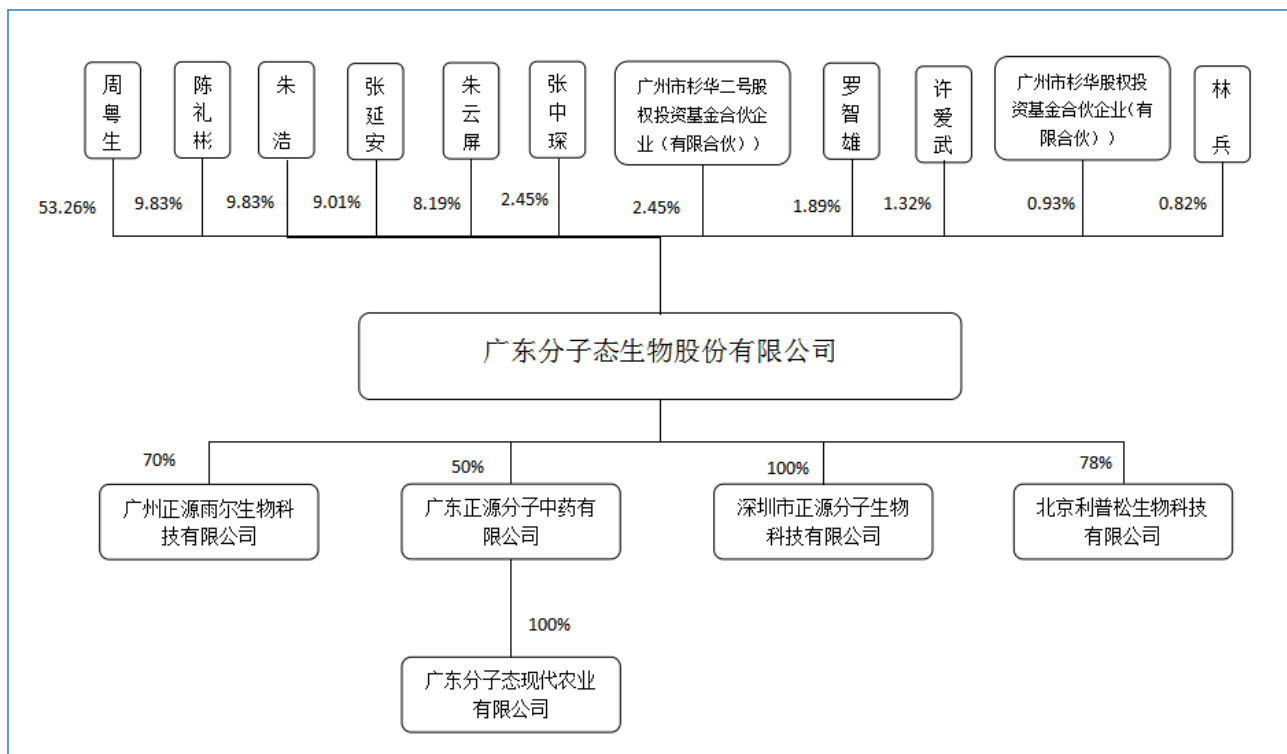 周粤生
陈礼彬
朱 浩
张延安
朱云屏
张中琛
广州市杉华二号股
权投资基金合伙企
业（有限合伙））
罗智雄
许爱武
广州市杉华股权投
资基金合伙企业(有
限合伙））
林 兵
53.26%
9.83%
9.83%
9.01%
8.19%
2.45%
2.45%
1.89%
1.32%
0.93%
0.82%
广东分子态生物股份有限公司
70%
50%
100%
78%
广州正源雨尔生物科
技有限公司
广东正源分子中药有
限公司
深圳市正源分子生物
科技有限公司
北京利普松生物科技
有限公司
100%
广东分子态现代农业
有限公司